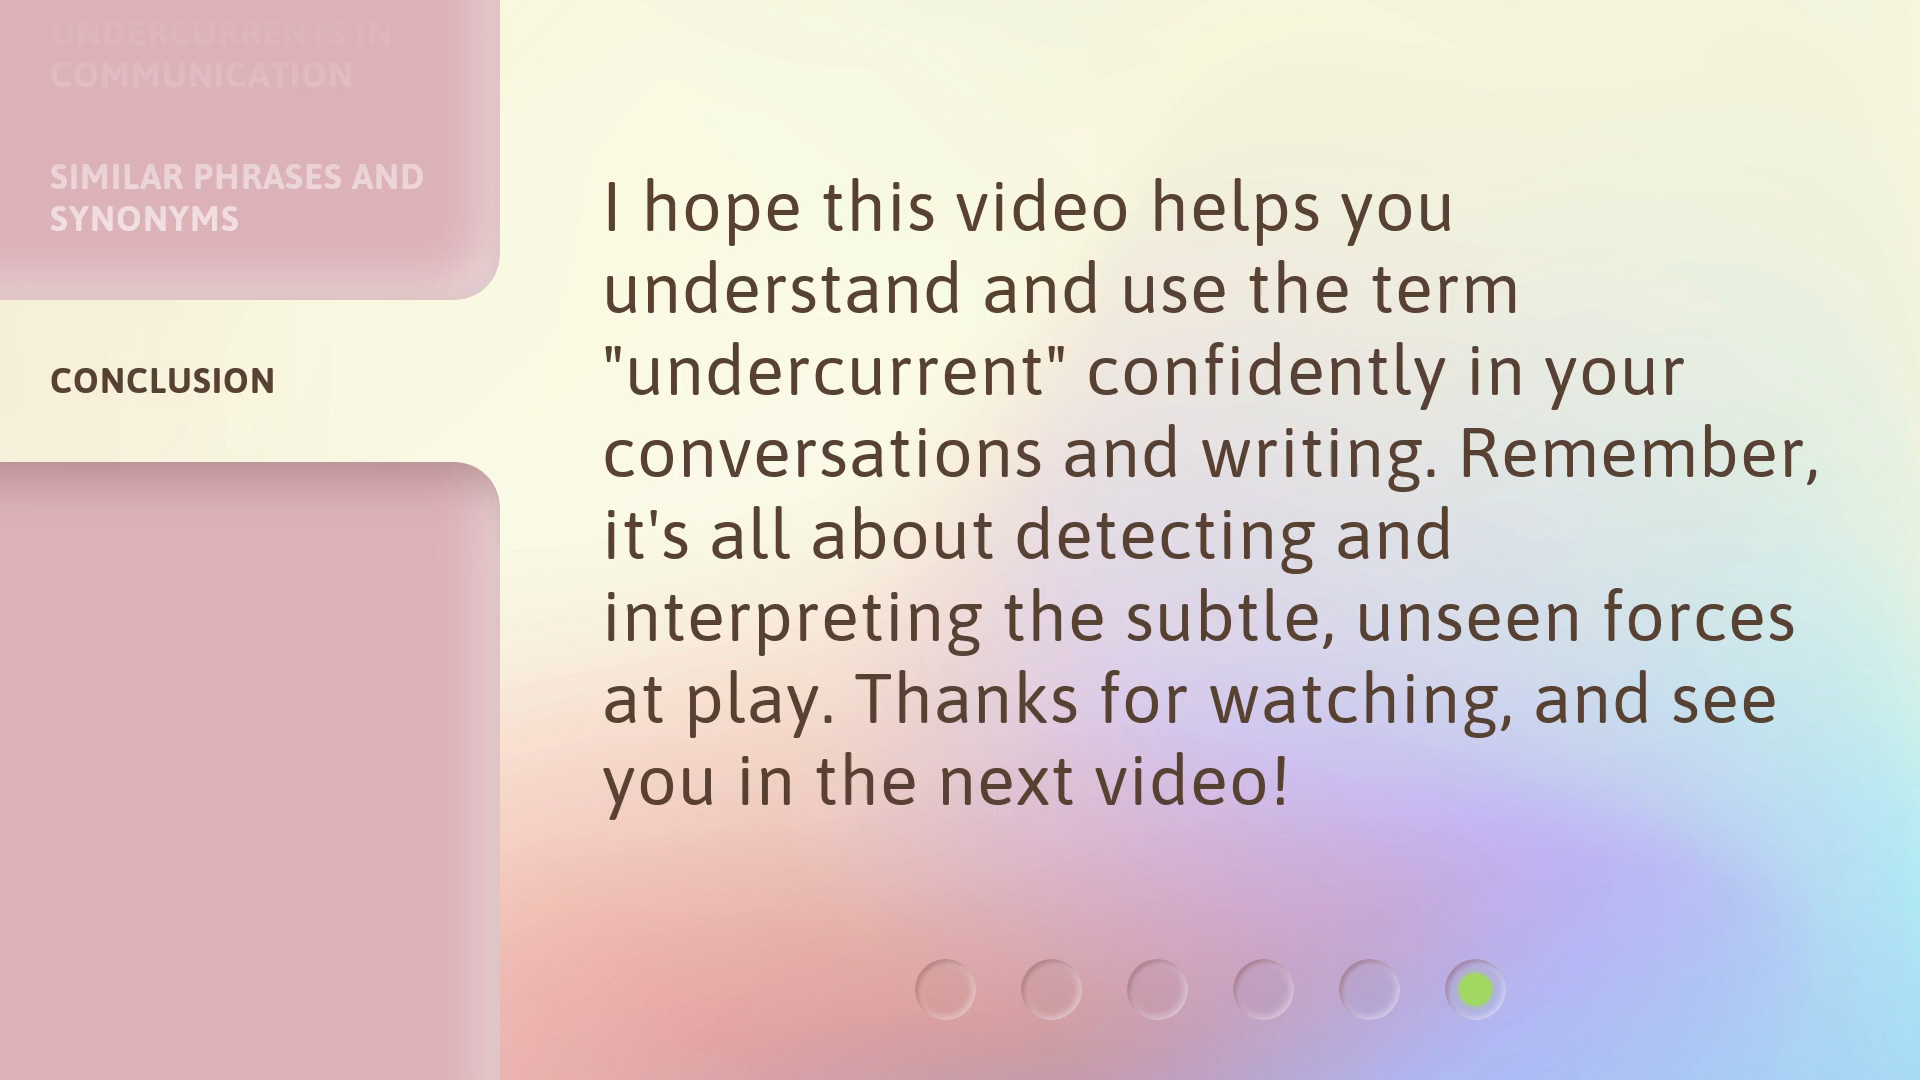 UNDERCURRENTS IN
COMMUNICATION
SIMILAR PHRASES AND
SYNONYMS
CONCLUSION
I hope this video helps you
understand and use the term
"undercurrent" confidently in your
conversations and writing. Remember,
it's all about detecting and
interpreting the subtle, unseen forces
at play. Thanks for watching, and see
you in the next video!